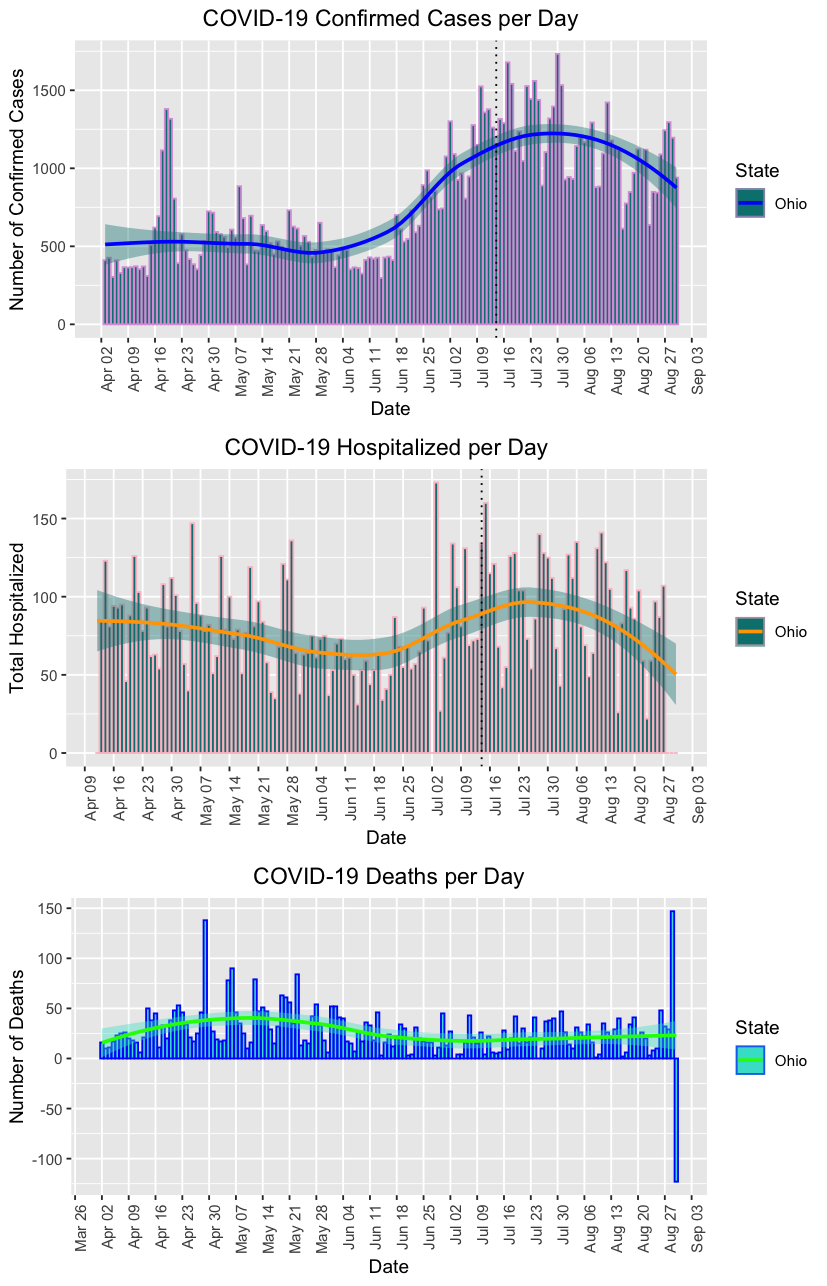 COVID-19 Confirmed Cases per Day
Number of Confirmed Cases
1500
1000
500
0
Apr 02
Apr 09
Apr 16
Apr 23
Apr 30
May 07
May 14
May 21
May 28
Jun 04
Jun 11
Jun 18
Jun 25
Jul 02
Jul 09
Jul 16
Jul 23
Jul 30
Aug 06
Aug 13
Aug 20
Aug 27
Sep 03
Date
State
Ohio
COVID-19 Hospitalized per Day
Total Hospitalized
150
100
50
0
Apr 09
Apr 16
Apr 23
Apr 30
May 07
May 14
May 21
May 28
Jun 04
Jun 11
Jun 18
Jun 25
Jul 02
Jul 09
Jul 16
Jul 23
Jul 30
Aug 06
Aug 13
Aug 20
Aug 27
Sep 03
Date
State
Ohio
COVID-19 Deaths per Day
Number of Deaths
150
100
50
0
-50
-100
Mar 26
Apr 02
Apr 09
Apr 16
Apr 23
Apr 30
May 07
May 14
May 21
May 28
Jun 04
Jun 11
Jun 18
Jun 25
Jul 02
Jul 09
Jul 16
Jul 23
Jul 30
Aug 06
Aug 13
Aug 20
Aug 27
Sep 03
Date
State
Ohio